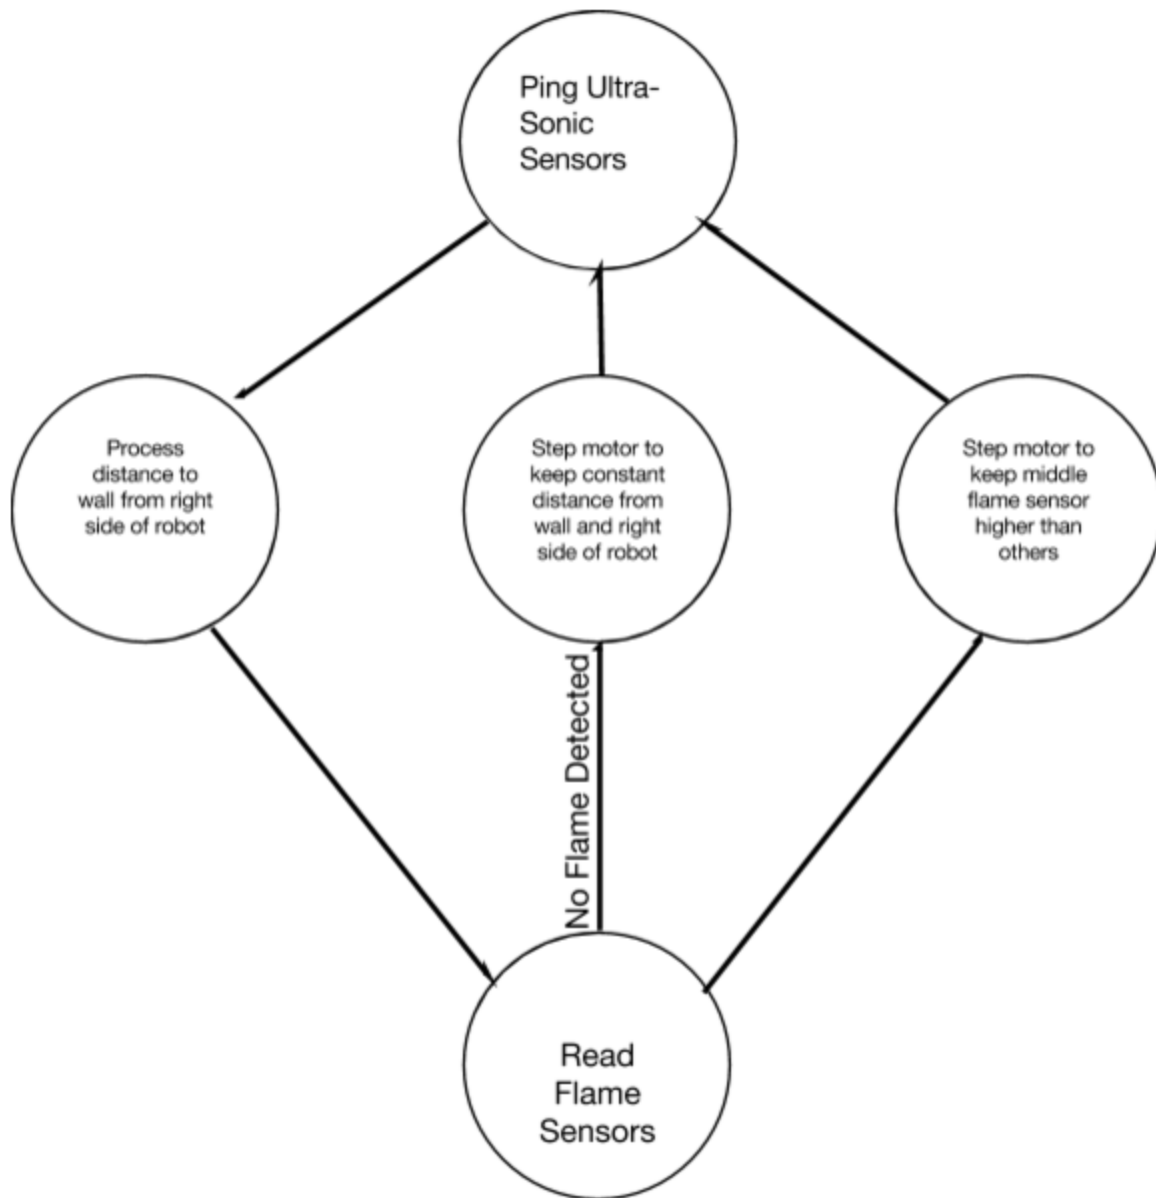 Ping Ultra-
Sonic
Sensors
Process
distance to
wall from right
side of robot
Step motor to
keep constant
distance from
wall and right
side of robot
Step motor to
keep middle
flame sensor
higher than
others
No Flame Detected
Read
Flame
Sensors